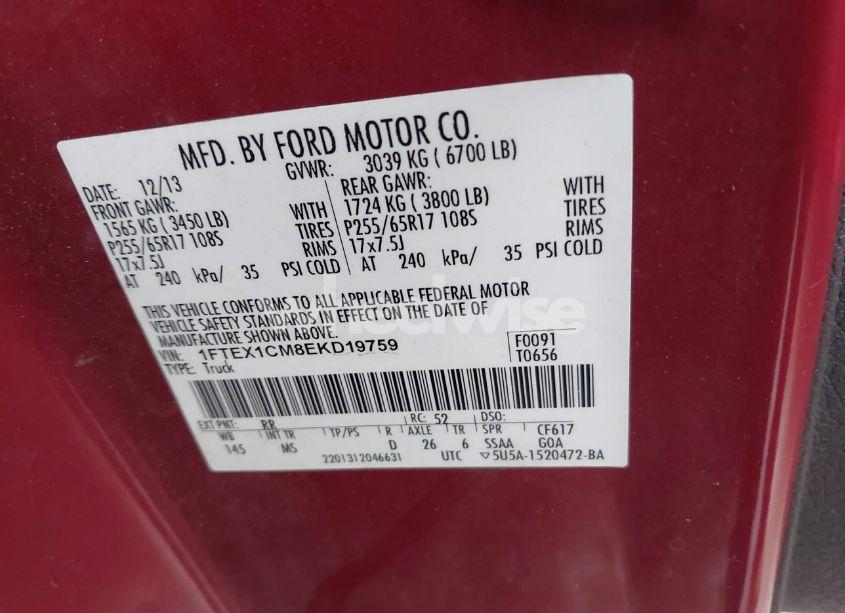 MFD. BY FORD MOTOR CO.
DATE: 12/13 GVWR: 3039 KG ( 6700 LB)
FRONT GAWR: REAR GAWR:
1565 KG ( 3450 LB) WITH 1724 KG ( 3800 LB) WITH
P255/65R17 108S TIRES P255/65R17 108S TIRES
17x7.5J RIMS 17x7.5J RIMS
AT 240 kPa/ 35 PSI COLD AT 240 kPa/ 35 PSI COLD
THIS VEHICLE CONFORMS TO ALL APPLICABLE FEDERAL MOTOR
VEHICLE SAFETY STANDARDS IN EFFECT ON THE DATE OF
MANUFACTURE SHOWN ABOVE.
VIN: 1FTEX1CM8EKD19759 F0091
TYPE: Truck T0656
EXT PNT: RR RC: 52 DSO:
WB INT TR TP/PS R AXLE TR SPR CF617
145 MS D 26 6 SSAA GOA
2201312046631 UTC ▽5U5A-1520472-BA